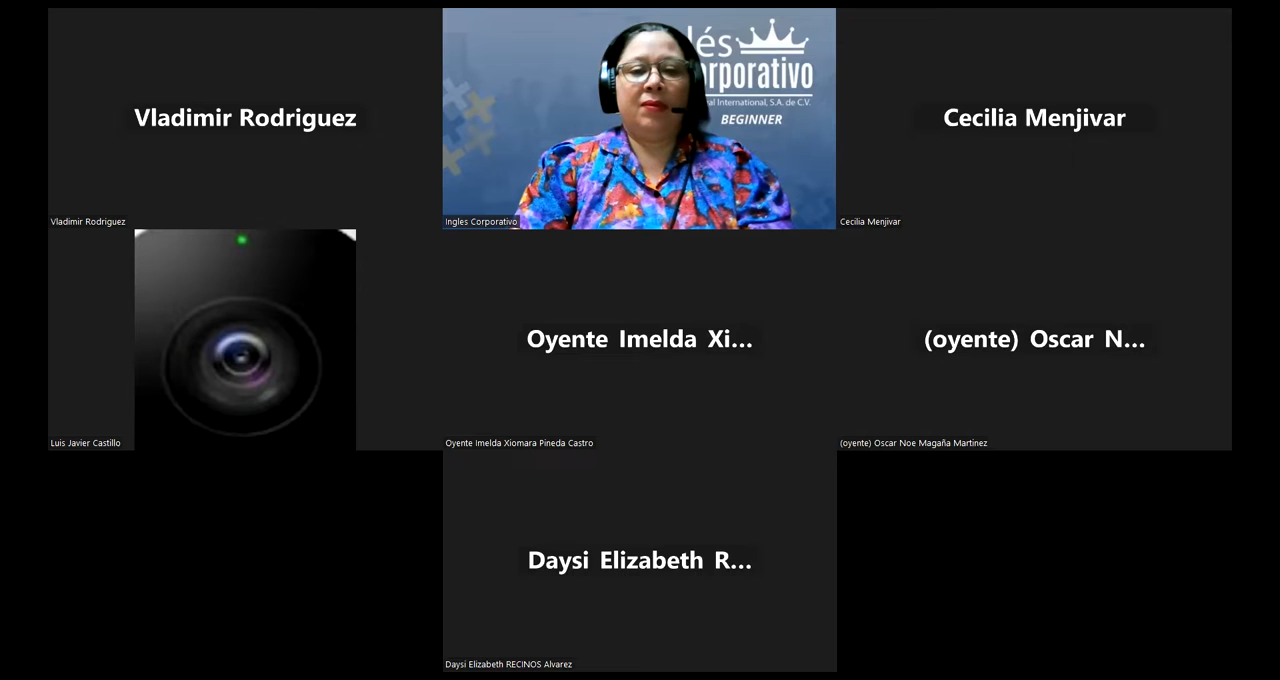 Vladimir Rodriguez
Vladimir Rodriguez
lés
rporativo
al International, S.A. de C.V.
BEGINNER
Ingles Corporativo
Cecilia Menjivar
Cecilia Menjivar
Luis Javier Castillo
Oyente Imelda Xi...
Oyente Imelda Xiomara Pineda Castro
(oyente) Oscar N...
(oyente) Oscar Noe Magaña Martinez
Daysi Elizabeth R...
Daysi Elizabeth RECINOS Alvarez